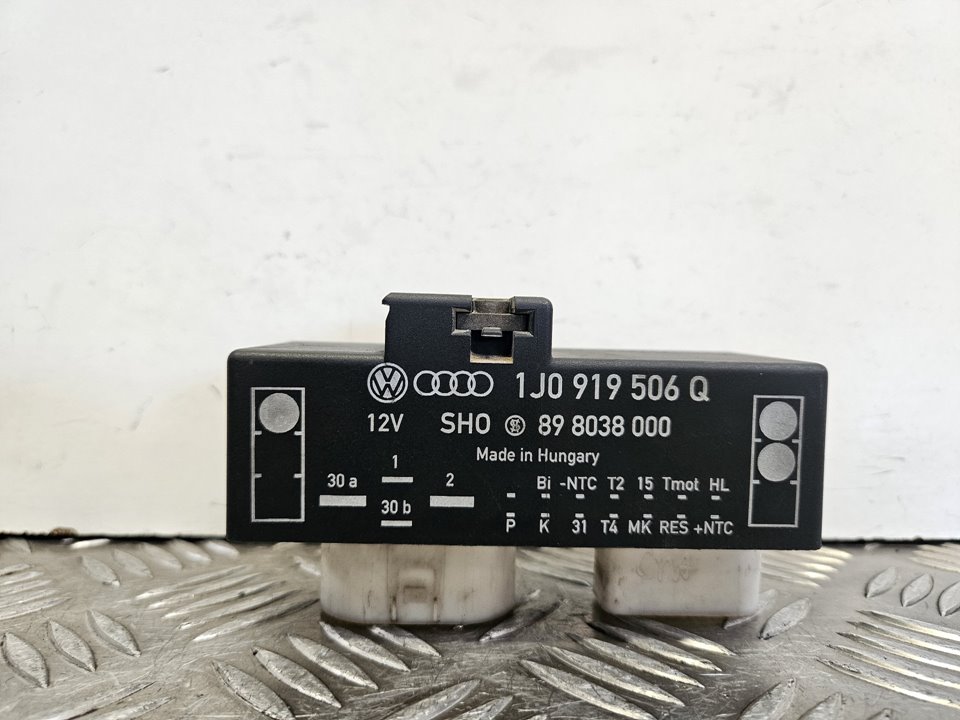 1J0 919 506 Q
12V SHO 89 8038 000
Made in Hungary
30 a 1 2
30 b
Bi -NTC T2 15 Tmot HL
P K 31 T4 MK RES +NTC